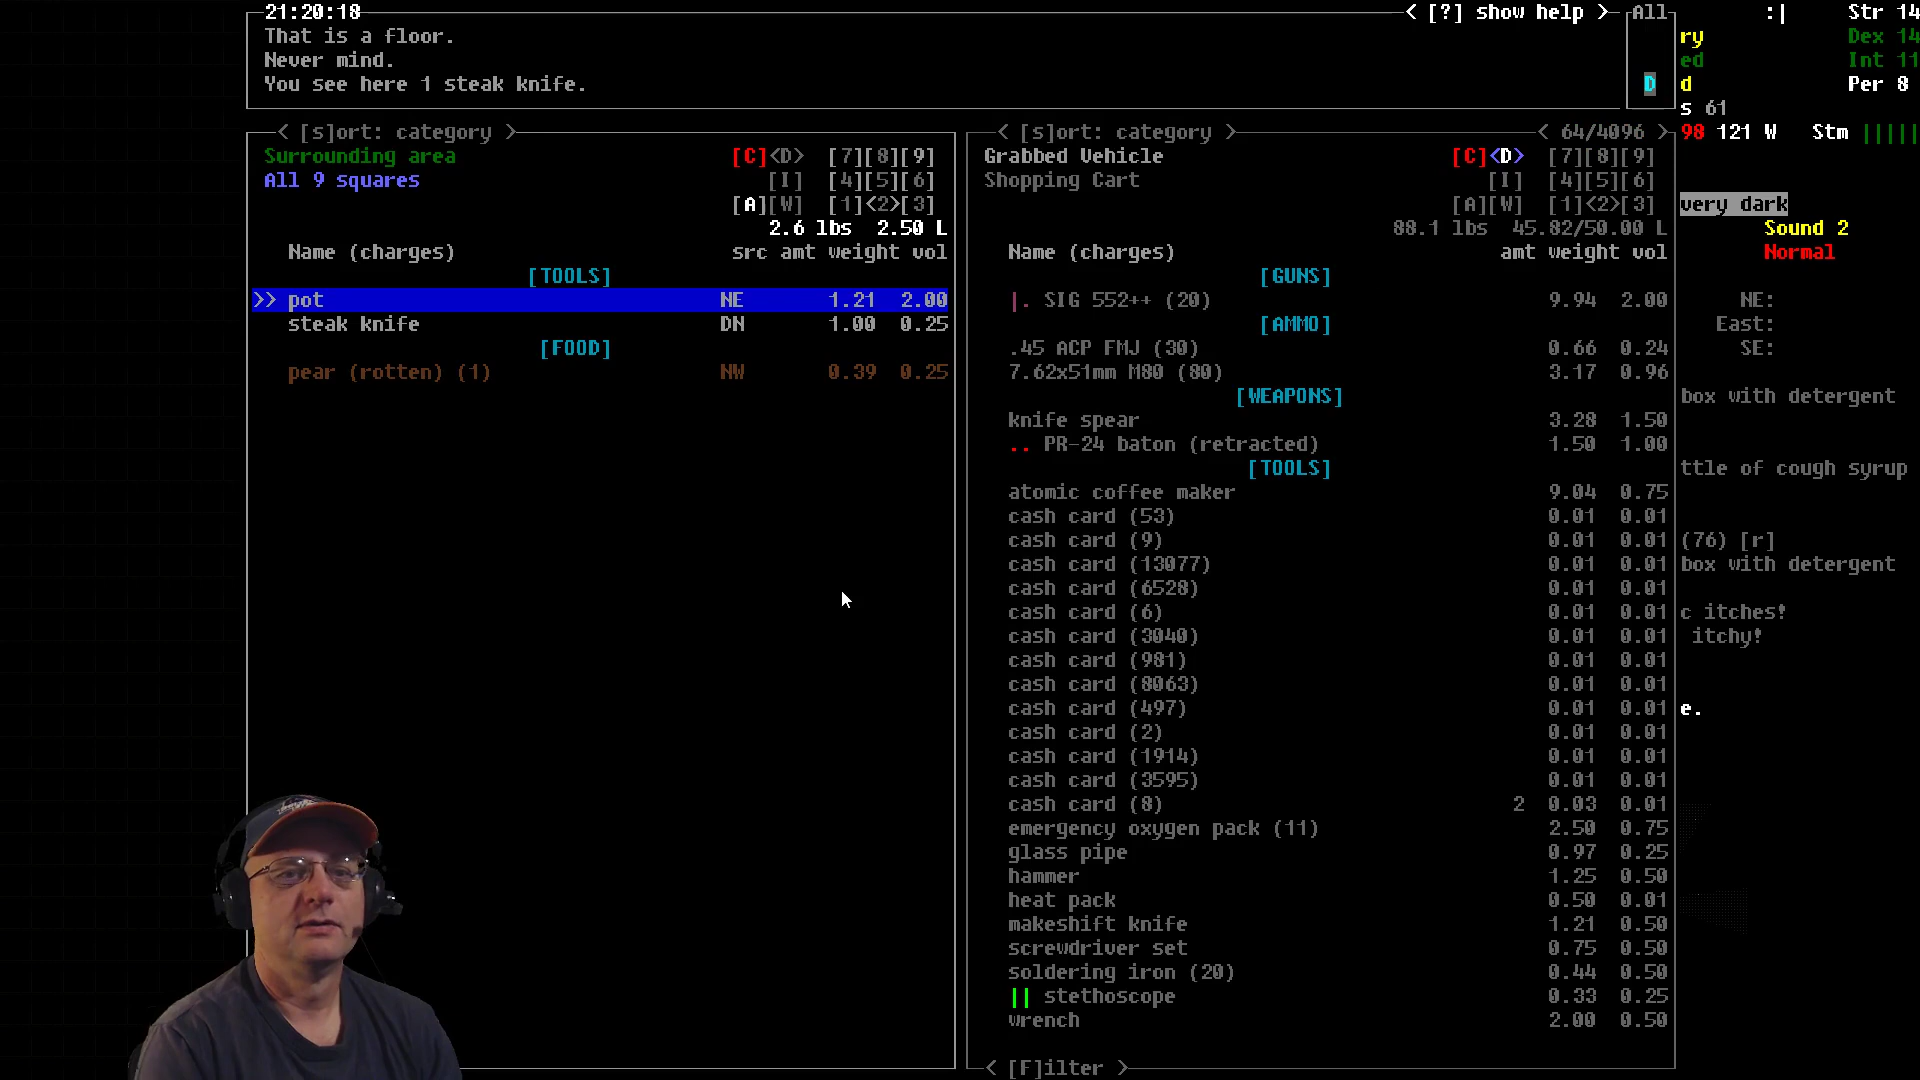 21:20:18 < [?] show help > All :| Str 14
That is a floor. ry Dex 14
Never mind. ed Int 11
You see here 1 steak knife. D d Per 8
s 61
< [s]ort: category > < [s]ort: category > < 64/4096 > 98 121 W Stm |||||
Surrounding area [C]<D> [7][8][9] Grabbed Vehicle [C]<D> [7][8][9]
All 9 squares [I] [4][5][6] Shopping Cart [I] [4][5][6]
[A][W] [1]<2>[3] [A][W] [1]<2>[3] very dark
2.6 lbs 2.50 L 88.1 lbs 45.82/50.00 L Sound 2
Name (charges) src amt weight vol Name (charges) amt weight vol Normal
[TOOLS] [GUNS]
>> pot NE 1.21 2.00 |. SIG 552++ (20) 9.94 2.00 NE:
steak knife DN 1.00 0.25 [AMMO] East:
[FOOD] .45 ACP FMJ (30) 0.66 0.24 SE:
pear (rotten) (1) NW 0.39 0.25 7.62x51mm M80 (80) 3.17 0.96
[WEAPONS] box with detergent
knife spear 3.28 1.50
.. PR-24 baton (retracted) 1.50 1.00
[TOOLS] ttle of cough syrup
atomic coffee maker 9.04 0.75
cash card (53) 0.01 0.01
cash card (9) 0.01 0.01 (76) [r]
cash card (13077) 0.01 0.01 box with detergent
cash card (6528) 0.01 0.01
cash card (6) 0.01 0.01 c itches!
cash card (3040) 0.01 0.01 itchy!
cash card (981) 0.01 0.01
cash card (8063) 0.01 0.01
cash card (497) 0.01 0.01 e.
cash card (2) 0.01 0.01
cash card (1914) 0.01 0.01
cash card (3595) 0.01 0.01
cash card (8) 2 0.03 0.01
emergency oxygen pack (11) 2.50 0.75
glass pipe 0.97 0.25
hammer 1.25 0.50
heat pack 0.50 0.01
makeshift knife 1.21 0.50
screwdriver set 0.75 0.50
soldering iron (20) 0.44 0.50
|| stethoscope 0.33 0.25
wrench 2.00 0.50
< [F]ilter >